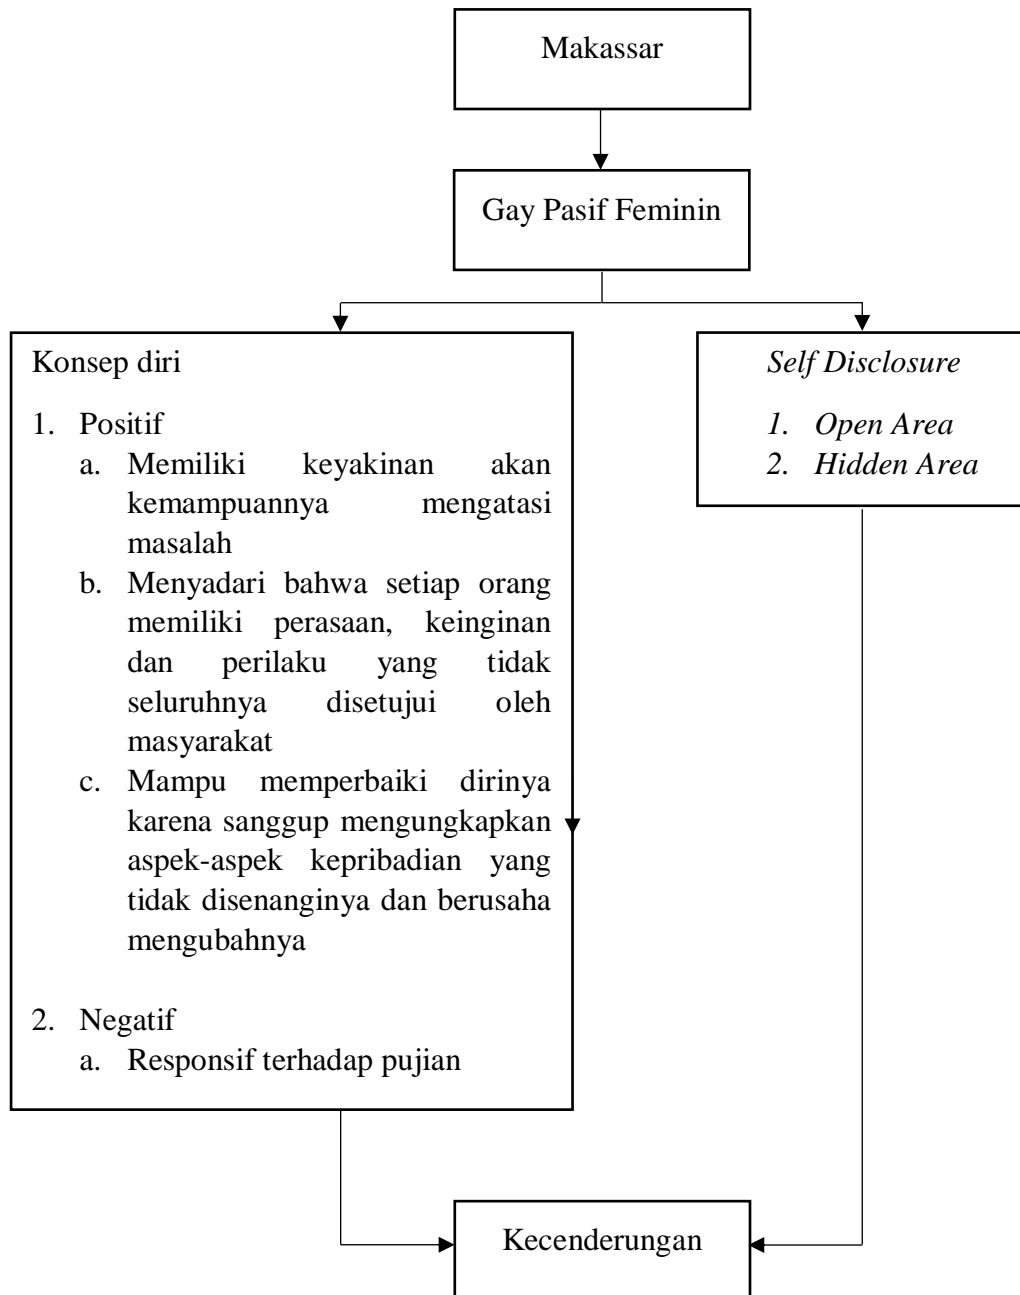 Makassar
Gay Pasif Feminin
Konsep diri
1. Positif
a. Memiliki keyakinan akan
kemampuannya mengatasi
masalah
b. Menyadari bahwa setiap orang
memiliki perasaan, keinginan
dan perilaku yang tidak
seluruhnya disetujui oleh
masyarakat
c. Mampu memperbaiki dirinya
karena sanggup mengungkapkan
aspek-aspek kepribadian yang
tidak disenanginya dan berusaha
mengubahnya
2. Negatif
a. Responsif terhadap pujian
Self Disclosure
1. Open Area
2. Hidden Area
Kecenderungan